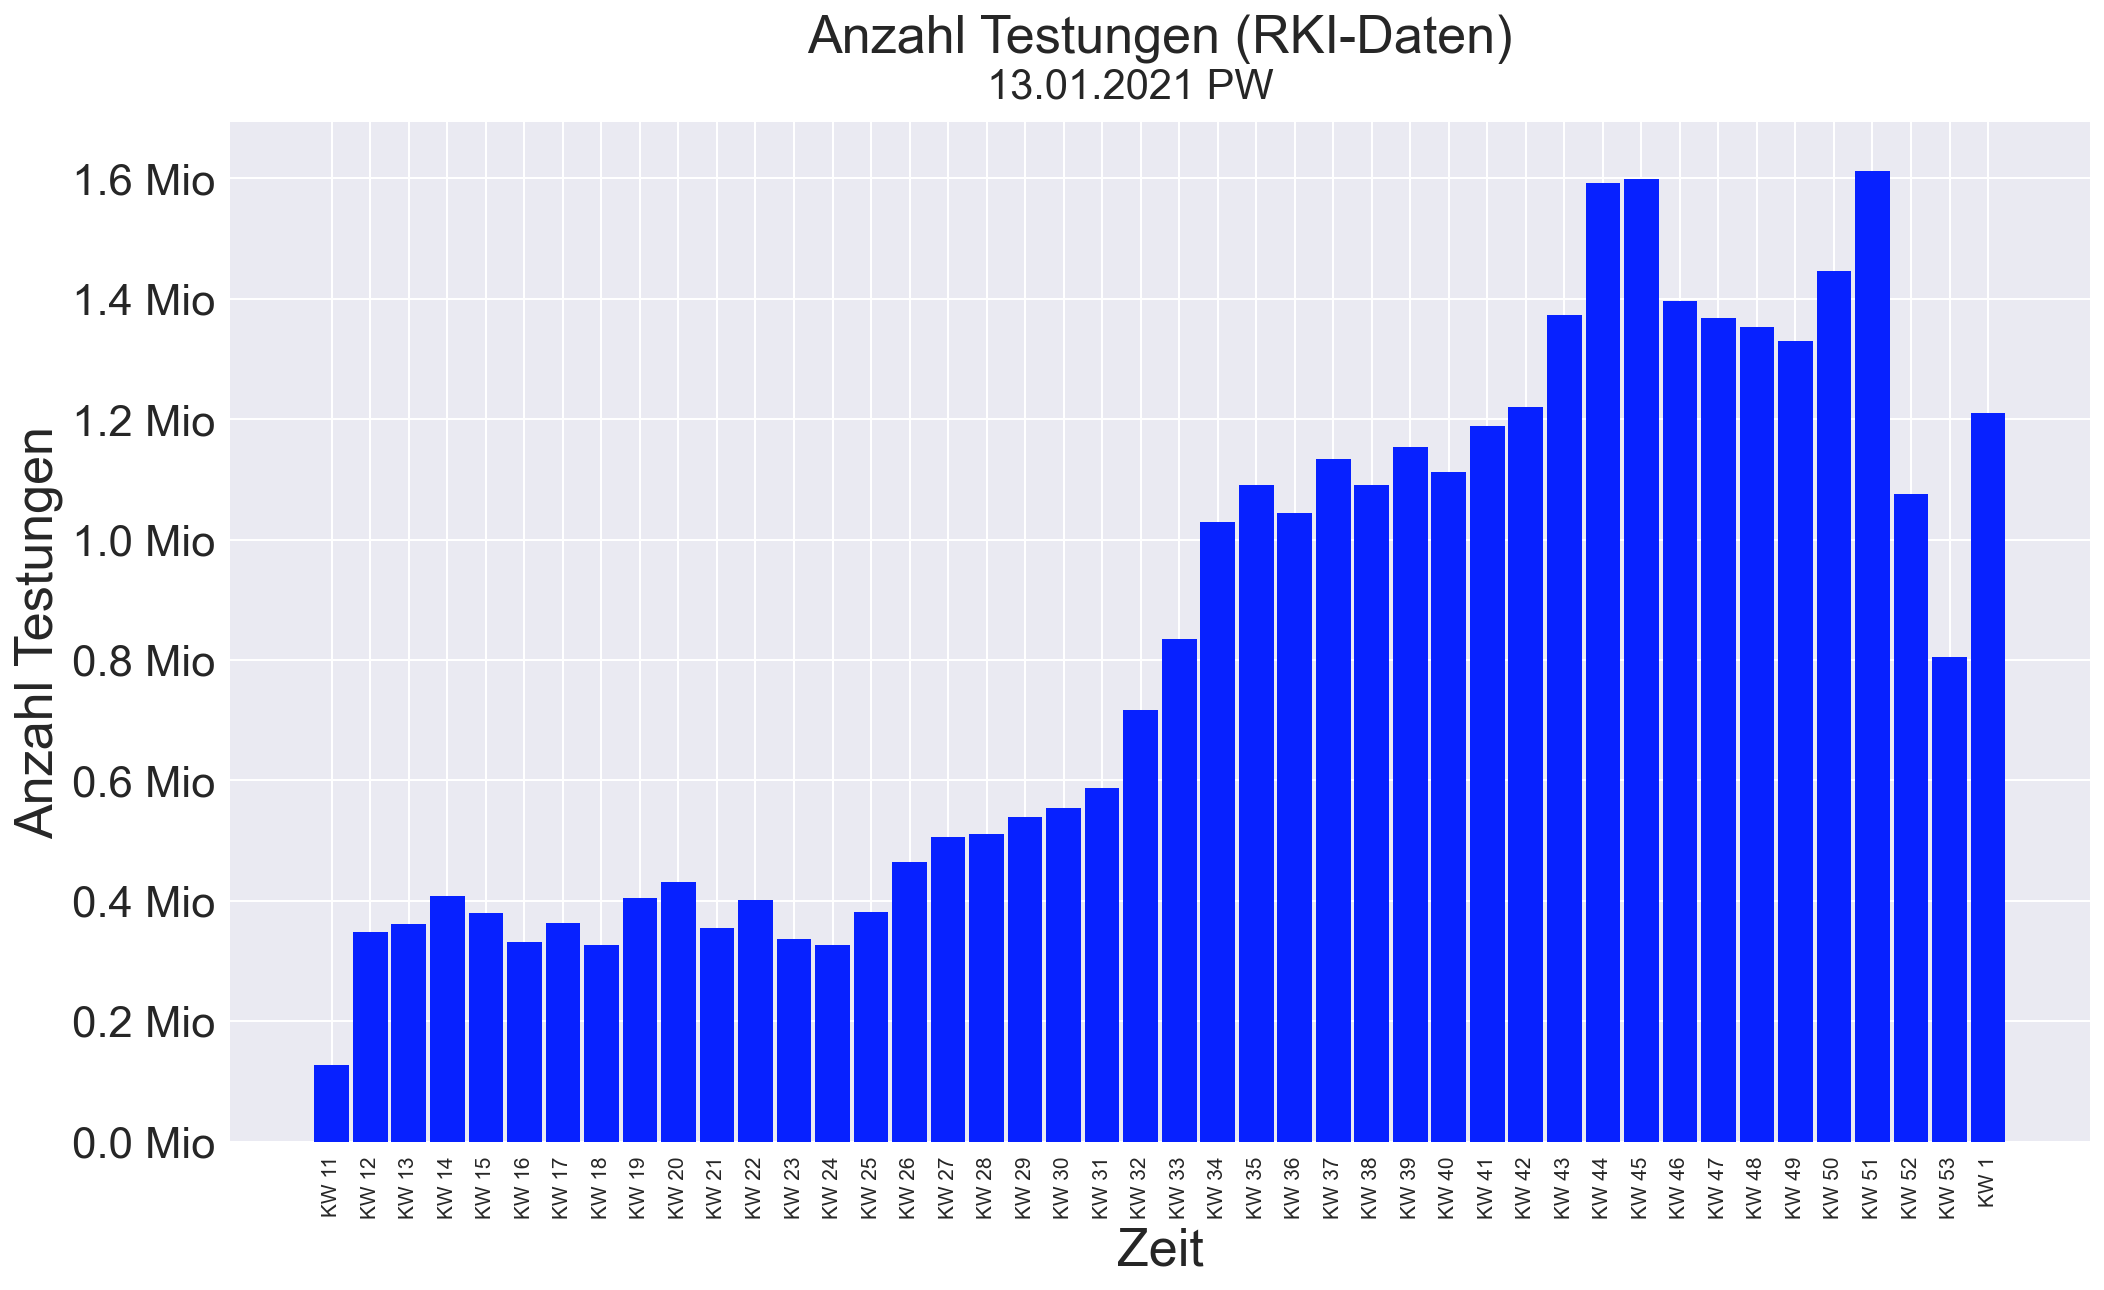 Anzahl Testungen (RKI-Daten)
13.01.2021 PW
Anzahl Testungen
1.6 Mio
1.4 Mio
1.2 Mio
1.0 Mio
0.8 Mio
0.6 Mio
0.4 Mio
0.2 Mio
0.0 Mio
KW 11
KW 12
KW 13
KW 14
KW 15
KW 16
KW 17
KW 18
KW 19
KW 20
KW 21
KW 22
KW 23
KW 24
KW 25
KW 26
KW 27
KW 28
KW 29
KW 30
KW 31
KW 32
KW 33
KW 34
KW 35
KW 36
KW 37
KW 38
KW 39
KW 40
KW 41
KW 42
KW 43
KW 44
KW 45
KW 46
KW 47
KW 48
KW 49
KW 50
KW 51
KW 52
KW 53
KW 1
Zeit